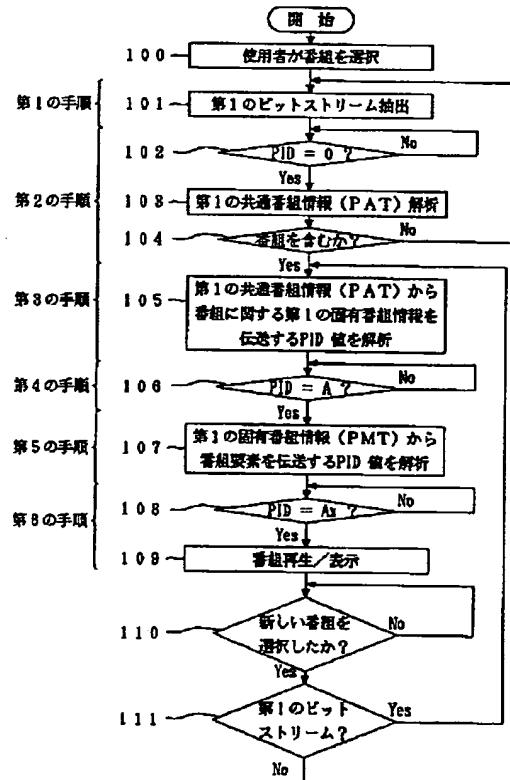 開始
100
使用者が番組を選択
第1の手順
101
第1のビットストリーム抽出
No
102
PID = 0 ?
Yes
第2の手順
103
第1の共通番組情報(PAT)解析
No
104
番組を含むか?
Yes
第3の手順
105
第1の共通番組情報(PAT)から
番組に関する第1の固有番組情報を
伝送するPID 値を解析
No
第4の手順
106
PID = A ?
Yes
第5の手順
107
第1の固有番組情報(PMT)から
番組要素を伝送するPID 値を解析
No
第6の手順
108
PID = Ax ?
Yes
109
番組再生/表示
新しい番組を
選択したか?
No
110
Yes
第1のビット
ストリーム?
Yes
111
No